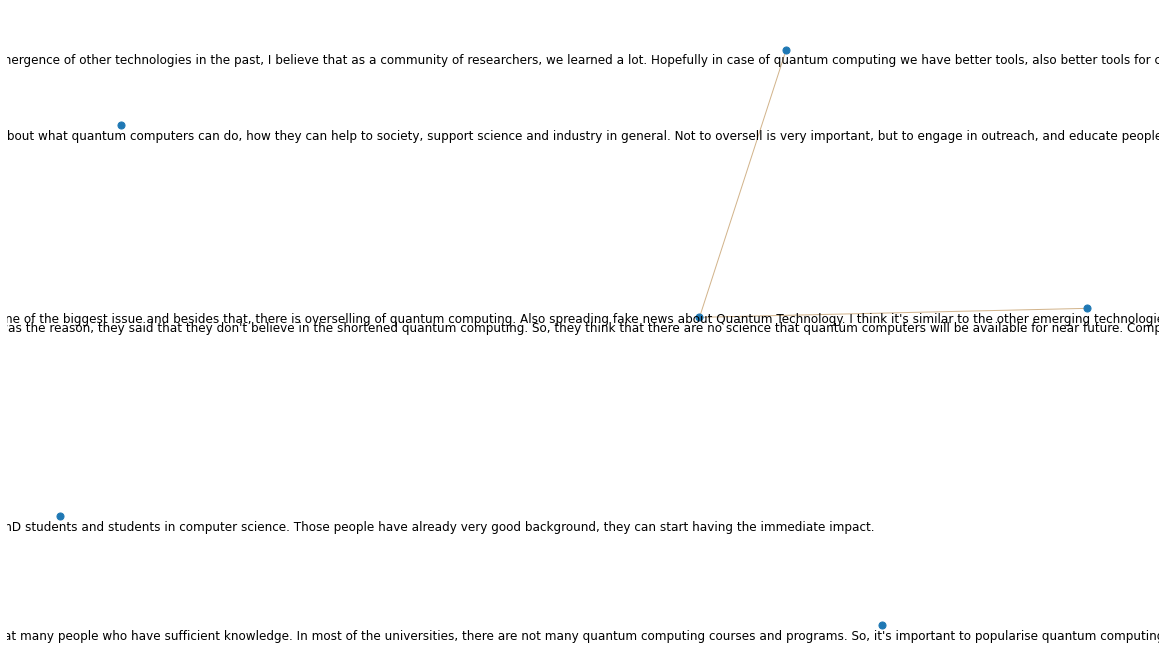 mergence of other technologies in the past, I believe that as a community of researchers, we learned a lot. Hopefully in case of quantum computing we have better tools, also better tools for
bout what quantum computers can do, how they can help to society, support science and industry in general. Not to oversell is very important, but to engage in outreach, and educate people
ne of the biggest issue and besides that, there is overselling of quantum computing. Also spreading fake news about Quantum Technology. I think it's similar to the other emerging technologie
as the reason, they said that they don't believe in the shortened quantum computing. So, they think that there are no science that quantum computers will be available for near future. Comp
hD students and students in computer science. Those people have already very good background, they can start having the immediate impact.
at many people who have sufficient knowledge. In most of the universities, there are not many quantum computing courses and programs. So, it's important to popularise quantum computing